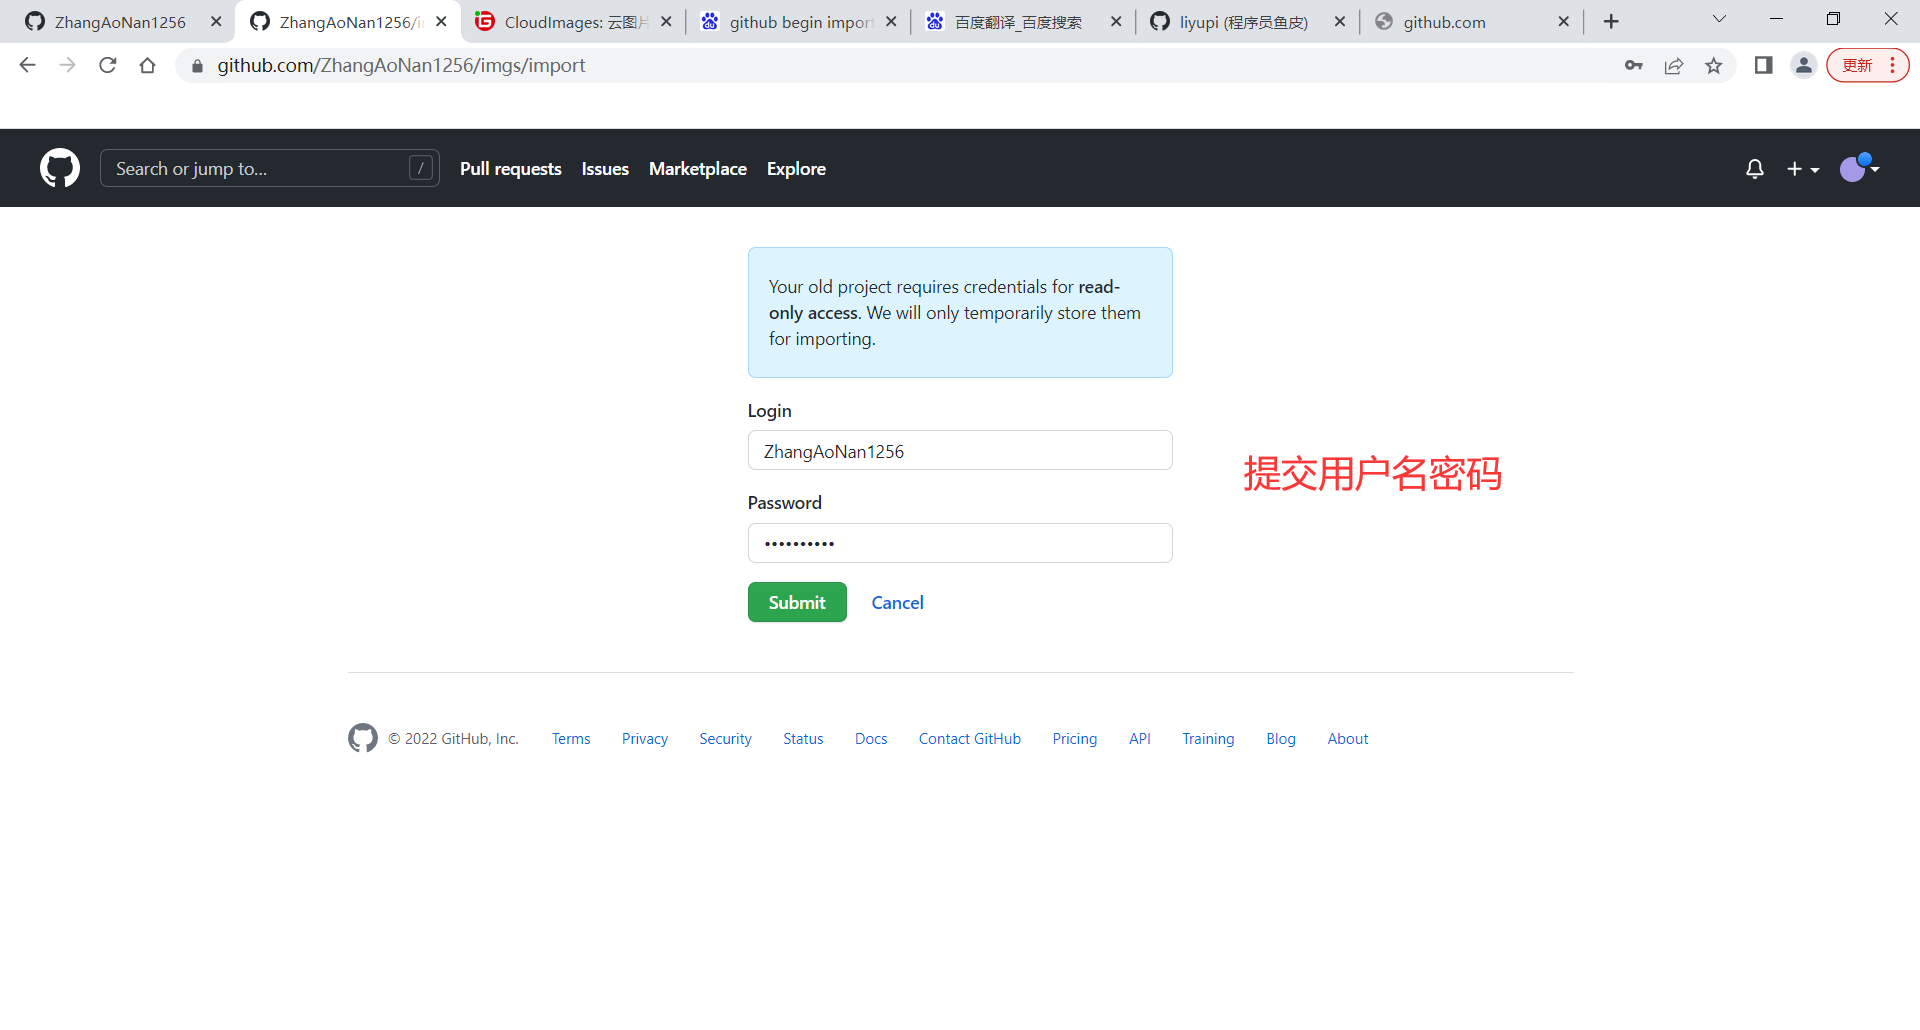 ZhangAoNan1256
ZhangAoNan1256/i
CloudImages: 云图片
github begin import
百度翻译_百度搜索
liyupi (程序员鱼皮)
github.com
github.com/ZhangAoNan1256/imgs/import
更新
Search or jump to...
/
Pull requests
Issues
Marketplace
Explore
Your old project requires credentials for read-
only access. We will only temporarily store them
for importing.
Login
ZhangAoNan1256
提交用户名密码
Password
••••••••••
Submit
Cancel
© 2022 GitHub, Inc.
Terms
Privacy
Security
Status
Docs
Contact GitHub
Pricing
API
Training
Blog
About